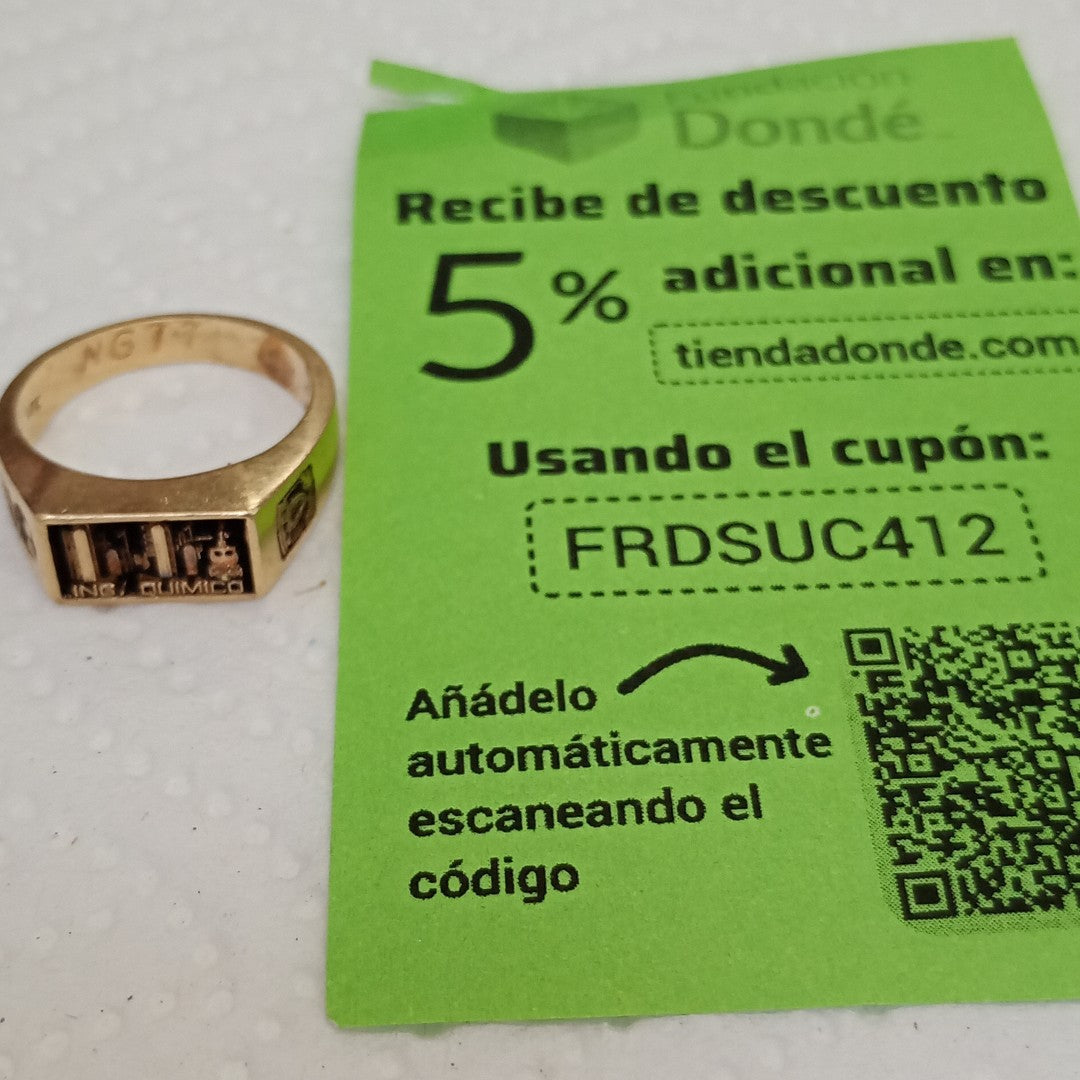 Fundación
Dondé
Recibe de descuento
5% adicional en:
tiendadonde.com
Usando el cupón:
FRDSUC412
Añádelo
automáticamente
escaneando el
código
ING. QUIMICO